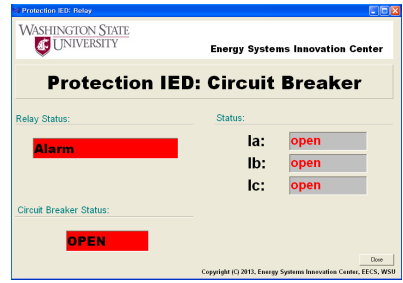 Protection IED: Relay
WASHINGTON STATE
UNIVERSITY
Energy Systems Innovation Center
Protection IED: Circuit Breaker
Relay Status:
Alarm
Status:
Ia: open
Ib: open
Ic: open
Circuit Breaker Status:
OPEN
Close
Copyright (C) 2013, Energy Systems Innovation Center, EECS, WSU